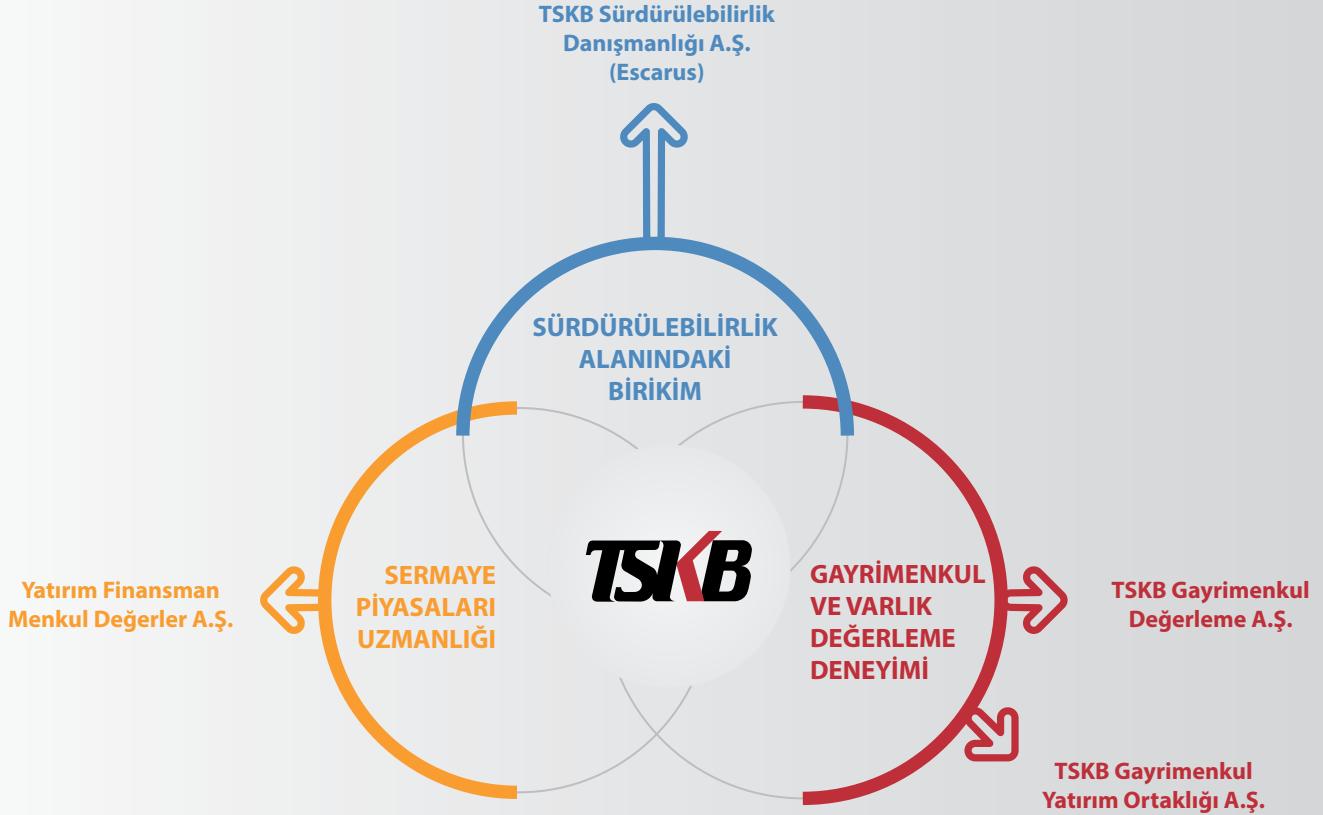 TSKB Sürdürülebilirlik
Danışmanlığı A.Ş.
(Escarus)
SÜRDÜRÜLEBİLİRLİK
ALANINDAKİ
BİRİKİM
Yatırım Finansman
Menkul Değerler A.Ş.
SERMAYE
PİYASALARI
UZMANLIĞI
TSKB
GAYRİMENKUL
VE VARLIK
DEĞERLEME
DENEYİMİ
TSKB Gayrimenkul
Değerleme A.Ş.
TSKB Gayrimenkul
Yatırım Ortaklığı A.Ş.